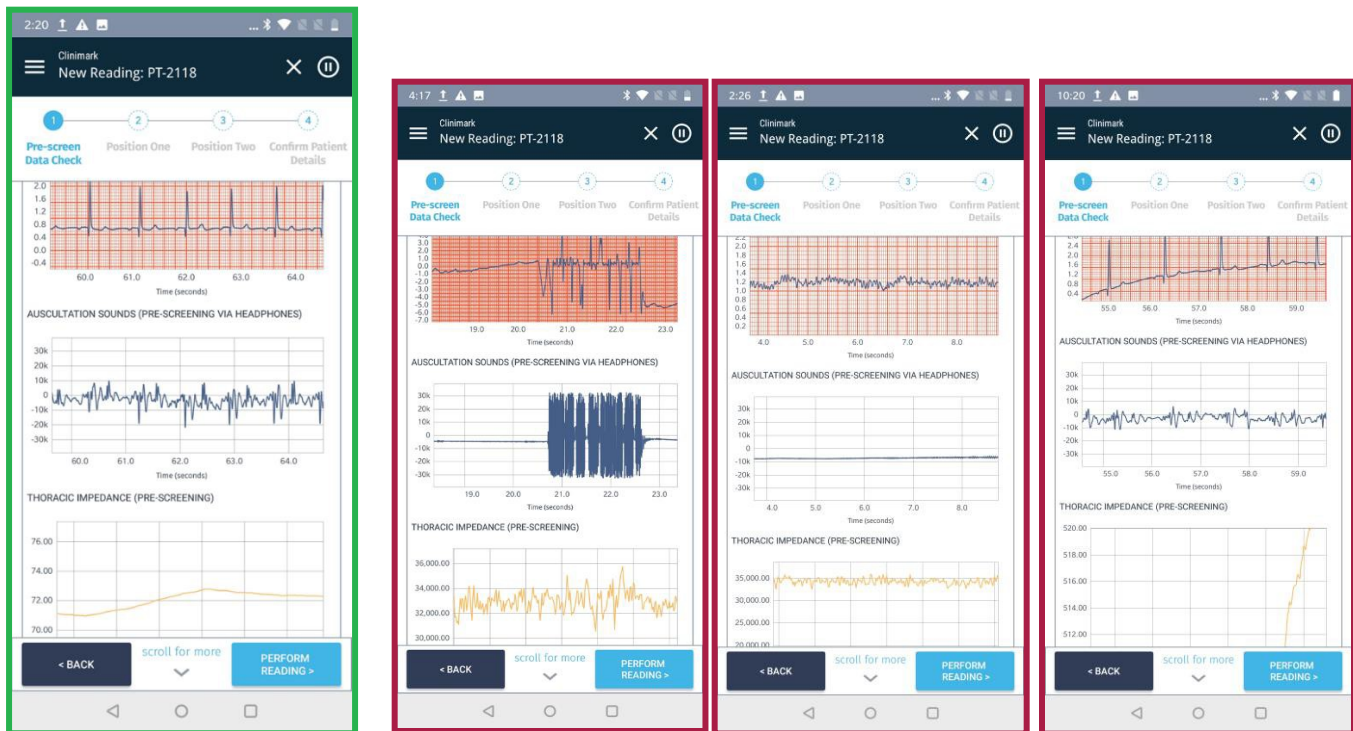 2:20
Clinimark
New Reading: PT-2118
1
2
3
4
Pre-screen Data Check
Position One
Position Two
Confirm Patient Details
2.0
1.6
1.2
0.8
0.4
0.0
-0.4
60.0 61.0 62.0 63.0 64.0
Time (seconds)
AUSCULTATION SOUNDS (PRE-SCREENING VIA HEADPHONES)
30k
20k
10k
0
-10k
-20k
-30k
60.0 61.0 62.0 63.0 64.0
Time (seconds)
THORACIC IMPEDANCE (PRE-SCREENING)
76.00
74.00
72.00
70.00
< BACK
scroll for more
PERFORM READING >
4:17
Clinimark
New Reading: PT-2118
1
2
3
4
Pre-screen Data Check
Position One
Position Two
Confirm Patient Details
3.0
2.0
1.0
0.0
-1.0
-2.0
-3.0
-4.0
-5.0
-6.0
-7.0
19.0 20.0 21.0 22.0 23.0
Time (seconds)
AUSCULTATION SOUNDS (PRE-SCREENING VIA HEADPHONES)
30k
20k
10k
0
-10k
-20k
-30k
19.0 20.0 21.0 22.0 23.0
Time (seconds)
THORACIC IMPEDANCE (PRE-SCREENING)
36,000.00
34,000.00
32,000.00
30,000.00
< BACK
scroll for more
PERFORM READING >
2:26
Clinimark
New Reading: PT-2118
1
2
3
4
Pre-screen Data Check
Position One
Position Two
Confirm Patient Details
2.2
2.0
1.8
1.6
1.4
1.2
1.0
0.8
0.6
0.4
0.2
4.0 5.0 6.0 7.0 8.0
Time (seconds)
AUSCULTATION SOUNDS (PRE-SCREENING VIA HEADPHONES)
30k
20k
10k
0
-10k
-20k
-30k
4.0 5.0 6.0 7.0 8.0
Time (seconds)
THORACIC IMPEDANCE (PRE-SCREENING)
35,000.00
30,000.00
25,000.00
20,000.00
< BACK
scroll for more
PERFORM READING >
10:20
Clinimark
New Reading: PT-2118
1
2
3
4
Pre-screen Data Check
Position One
Position Two
Confirm Patient Details
2.4
2.0
1.6
1.2
0.8
0.4
55.0 56.0 57.0 58.0 59.0
Time (seconds)
AUSCULTATION SOUNDS (PRE-SCREENING VIA HEADPHONES)
30k
20k
10k
0
-10k
-20k
-30k
55.0 56.0 57.0 58.0 59.0
Time (seconds)
THORACIC IMPEDANCE (PRE-SCREENING)
520.00
518.00
516.00
514.00
512.00
< BACK
scroll for more
PERFORM READING >